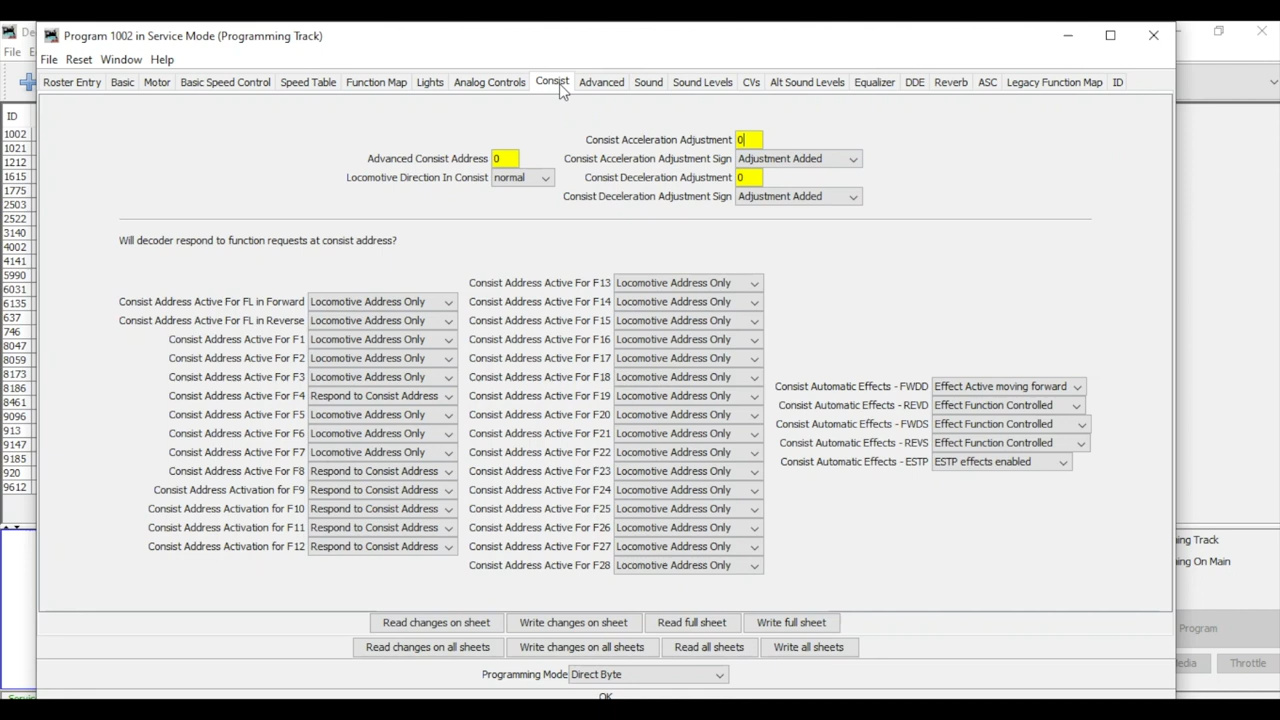 De
Program 1002 in Service Mode (Programming Track)
File E
File Reset Window Help
Roster Entry Basic Motor Basic Speed Control Speed Table Function Map Lights Analog Controls Consist Advanced Sound Sound Levels CVs Alt Sound Levels Equalizer DDE Reverb ASC Legacy Function Map ID
ID
1002
1021
1212
1615
1775
2503
2522
3140
4002
4141
5990
6031
6135
637
746
8047
8059
8173
8186
8461
9096
913
9147
9185
920
9612
Advanced Consist Address 0
Locomotive Direction In Consist normal
Consist Acceleration Adjustment 0
Consist Acceleration Adjustment Sign Adjustment Added
Consist Deceleration Adjustment 0
Consist Deceleration Adjustment Sign Adjustment Added
Will decoder respond to function requests at consist address?
Consist Address Active For FL in Forward Locomotive Address Only
Consist Address Active For FL in Reverse Locomotive Address Only
Consist Address Active For F1 Locomotive Address Only
Consist Address Active For F2 Locomotive Address Only
Consist Address Active For F3 Locomotive Address Only
Consist Address Active For F4 Respond to Consist Address
Consist Address Active For F5 Locomotive Address Only
Consist Address Active For F6 Locomotive Address Only
Consist Address Active For F7 Locomotive Address Only
Consist Address Active For F8 Respond to Consist Address
Consist Address Activation for F9 Respond to Consist Address
Consist Address Activation for F10 Respond to Consist Address
Consist Address Activation for F11 Respond to Consist Address
Consist Address Activation for F12 Respond to Consist Address
Consist Address Active For F13 Locomotive Address Only
Consist Address Active For F14 Locomotive Address Only
Consist Address Active For F15 Locomotive Address Only
Consist Address Active For F16 Locomotive Address Only
Consist Address Active For F17 Locomotive Address Only
Consist Address Active For F18 Locomotive Address Only
Consist Address Active For F19 Locomotive Address Only
Consist Address Active For F20 Locomotive Address Only
Consist Address Active For F21 Locomotive Address Only
Consist Address Active For F22 Locomotive Address Only
Consist Address Active For F23 Locomotive Address Only
Consist Address Active For F24 Locomotive Address Only
Consist Address Active For F25 Locomotive Address Only
Consist Address Active For F26 Locomotive Address Only
Consist Address Active For F27 Locomotive Address Only
Consist Address Active For F28 Locomotive Address Only
Consist Automatic Effects - FWDD Effect Active moving forward
Consist Automatic Effects - REVD Effect Function Controlled
Consist Automatic Effects - FWDS Effect Function Controlled
Consist Automatic Effects - REVS Effect Function Controlled
Consist Automatic Effects - ESTP ESTP effects enabled
ing Track
ing On Main
Program
edia Throttle
Read changes on sheet Write changes on sheet Read full sheet Write full sheet
Read changes on all sheets Write changes on all sheets Read all sheets Write all sheets
Programming Mode Direct Byte
OK